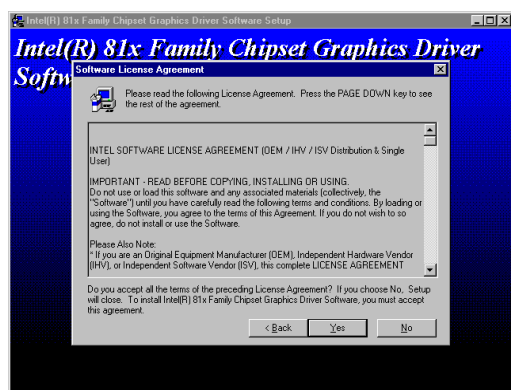 Intel(R) 81x Family Chipset Graphics Driver Software Setup
Intel(R) 81x Family Chipset Graphics Driver
Softw
Software License Agreement
Please read the following License Agreement. Press the PAGE DOWN key to see
the rest of the agreement.
INTEL SOFTWARE LICENSE AGREEMENT (OEM / IHV / ISV Distribution & Single
User)
IMPORTANT - READ BEFORE COPYING, INSTALLING OR USING.
Do not use or load this software and any associated materials (collectively, the
"Software") until you have carefully read the following terms and conditions. By loading or
using the Software, you agree to the terms of this Agreement. If you do not wish to so
agree, do not install or use the Software.
Please Also Note:
* If you are an Original Equipment Manufacturer (OEM), Independent Hardware Vendor
(IHV), or Independent Software Vendor (ISV), this complete LICENSE AGREEMENT
Do you accept all the terms of the preceding License Agreement? If you choose No, Setup
will close. To install Intel(R) 81x Family Chipset Graphics Driver Software, you must accept
this agreement.
< Back
Yes
No